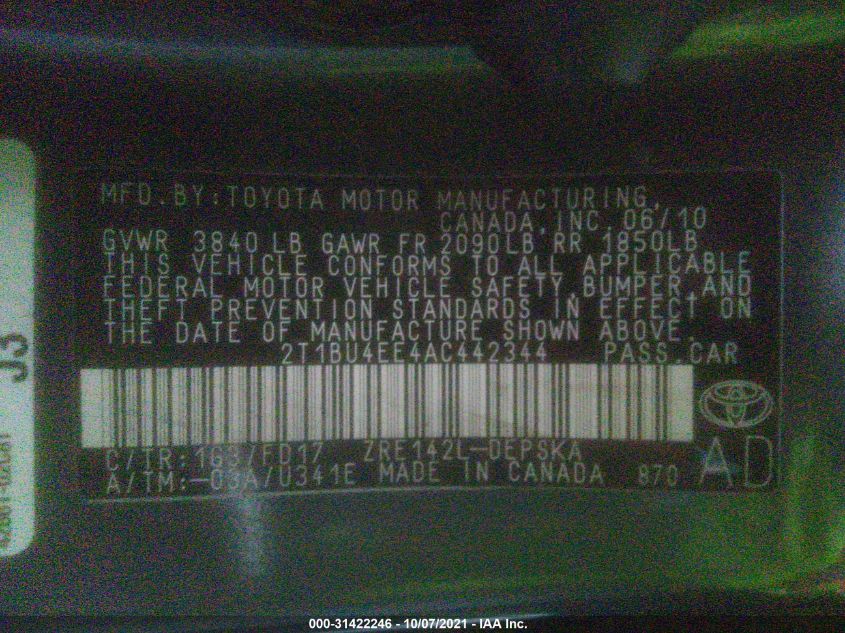 MFD.BY:TOYOTA MOTOR MANUFACTURING,
CANADA,INC. 06/10
GVWR 3840 LB GAWR FR 2090LB RR 1850LB
THIS VEHICLE CONFORMS TO ALL APPLICABLE
FEDERAL MOTOR VEHICLE SAFETY, BUMPER, AND
THEFT PREVENTION STANDARDS IN EFFECT ON
THE DATE OF MANUFACTURE SHOWN ABOVE.
2T1BU4EE4AC442344 PASS.CAR
C/TR:1G3/FD17 ZRE142L-DEPSKA
A/TM:-03A/U341E MADE IN CANADA 870
AD
J3
000-31422246 - 10/07/2021 - IAA Inc.